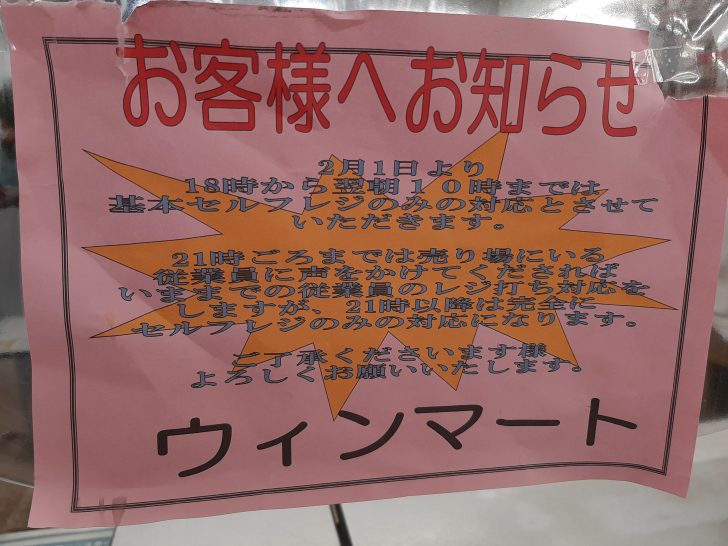 お客様へお知らせ
2月1日より
18時から翌朝１０時までは
基本セルフレジのみの対応とさせて
いただきます。
21時ごろまでは売り場にいる
従業員に声をかけてくだされば
いままでの従業員のレジ打ち対応を
しますが、21時以降は完全に
セルフレジのみの対応になります。
ご了承くださいます様
よろしくお願いいたします。
ウィンマート